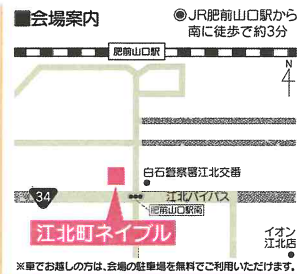 ■会場案内
◉JR肥前山口駅から
南に徒歩で約3分
肥前山口駅
N
白石警察署江北交番
34
江北バイパス
肥前山口駅南
江北町ネイブル
イオン
江北店
※車でお越しの方は、会場の駐車場を無料でご利用いただけます。